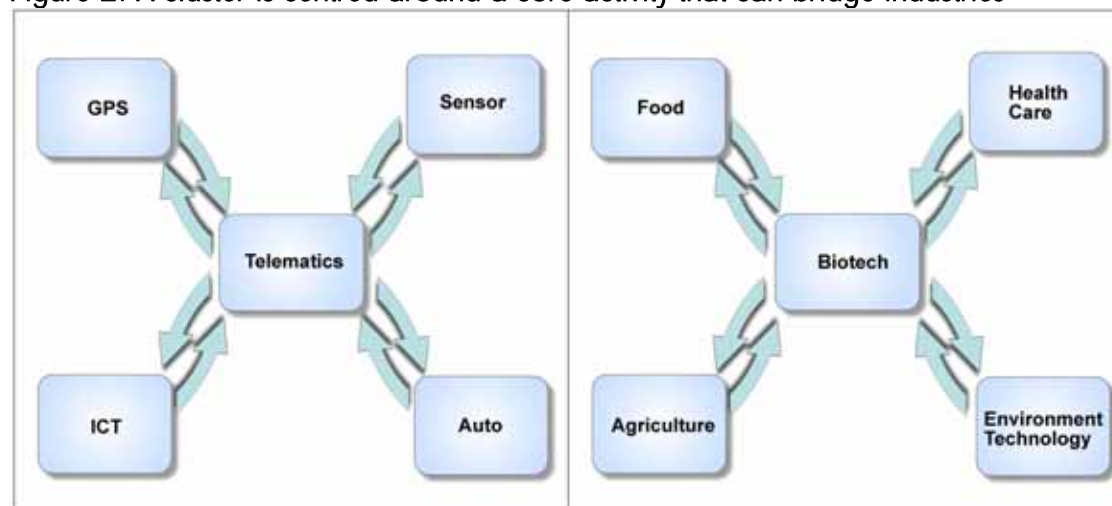 Figure 2: A cluster is centred around a core activity that can bridge industries
GPS
Sensor
Telematics
ICT
Auto
Food
Health
Care
Biotech
Agriculture
Environment
Technology